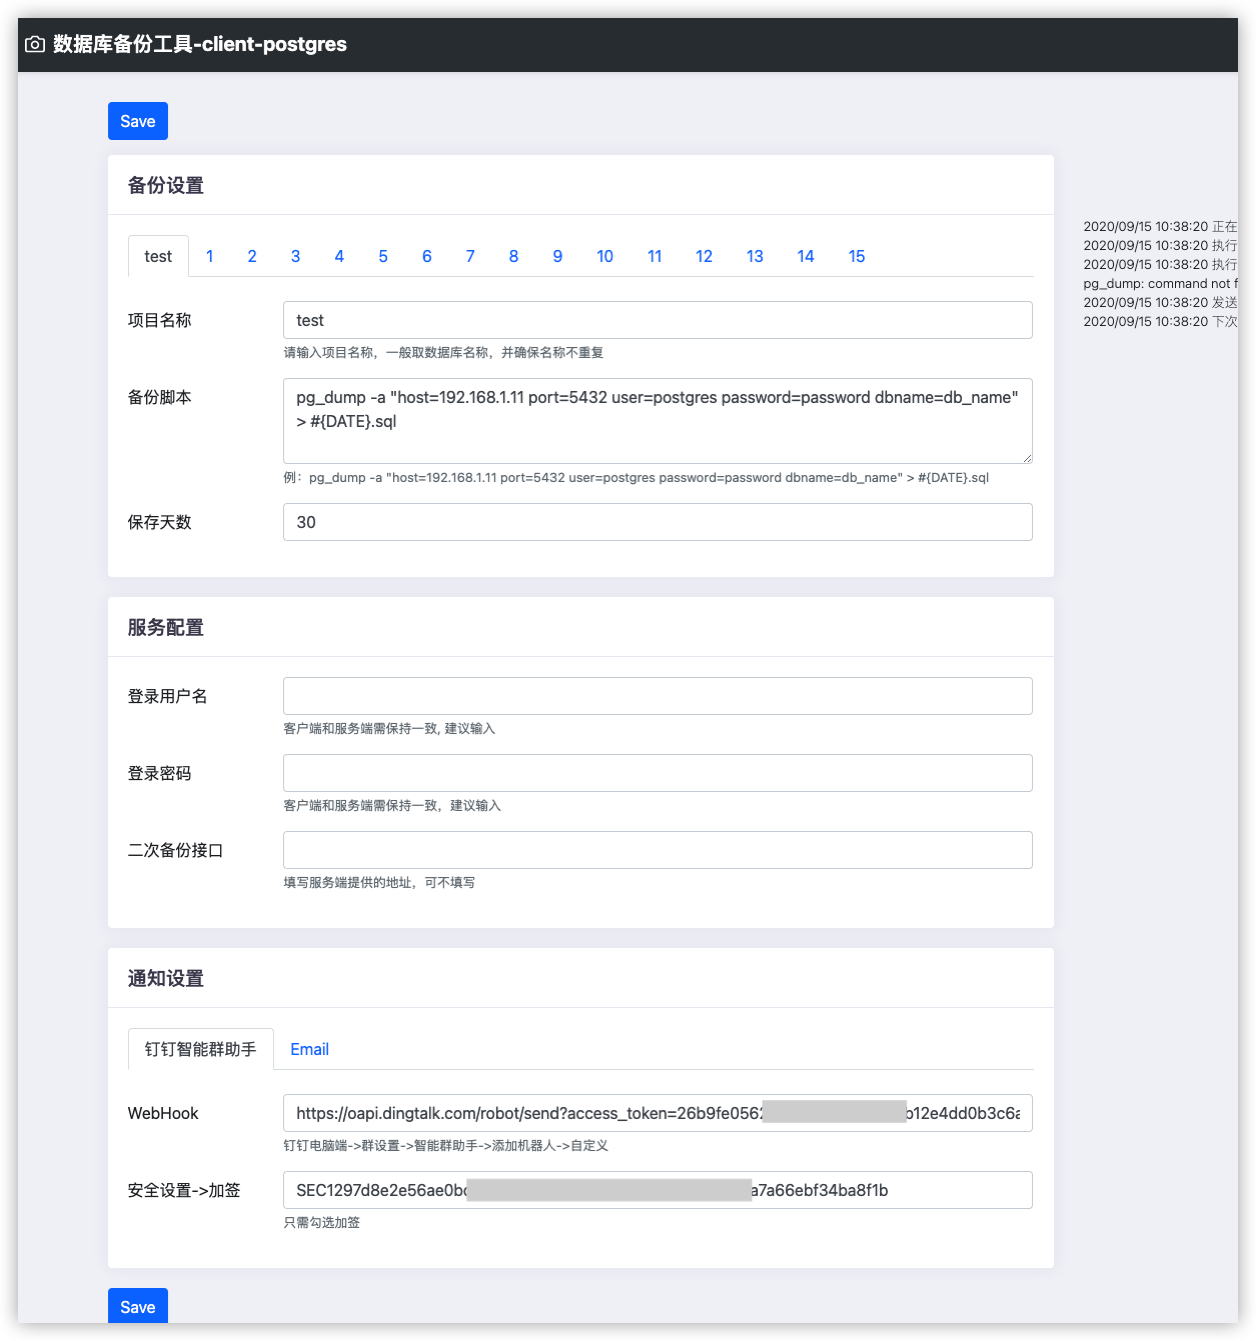 数据库备份工具-client-postgres
Save
备份设置
test 1 2 3 4 5 6 7 8 9 10 11 12 13 14 15
项目名称 test
请输入项目名称，一般取数据库名称，并确保名称不重复
备份脚本 pg_dump -a "host=192.168.1.11 port=5432 user=postgres password=password dbname=db_name"
> #{DATE}.sql
例：pg_dump -a "host=192.168.1.11 port=5432 user=postgres password=password dbname=db_name" > #{DATE}.sql
保存天数 30
服务配置
登录用户名
客户端和服务端需保持一致, 建议输入
登录密码
客户端和服务端需保持一致，建议输入
二次备份接口
填写服务端提供的地址，可不填写
通知设置
钉钉智能群助手 Email
WebHook https://oapi.dingtalk.com/robot/send?access_token=26b9fe0562 b12e4dd0b3c6a
钉钉电脑端->群设置->智能群助手->添加机器人->自定义
安全设置->加签 SEC1297d8e2e56ae0b a7a66ebf34ba8f1b
只需勾选加签
Save
2020/09/15 10:38:20 正在
2020/09/15 10:38:20 执行
2020/09/15 10:38:20 执行
pg_dump: command not f
2020/09/15 10:38:20 发送
2020/09/15 10:38:20 下次